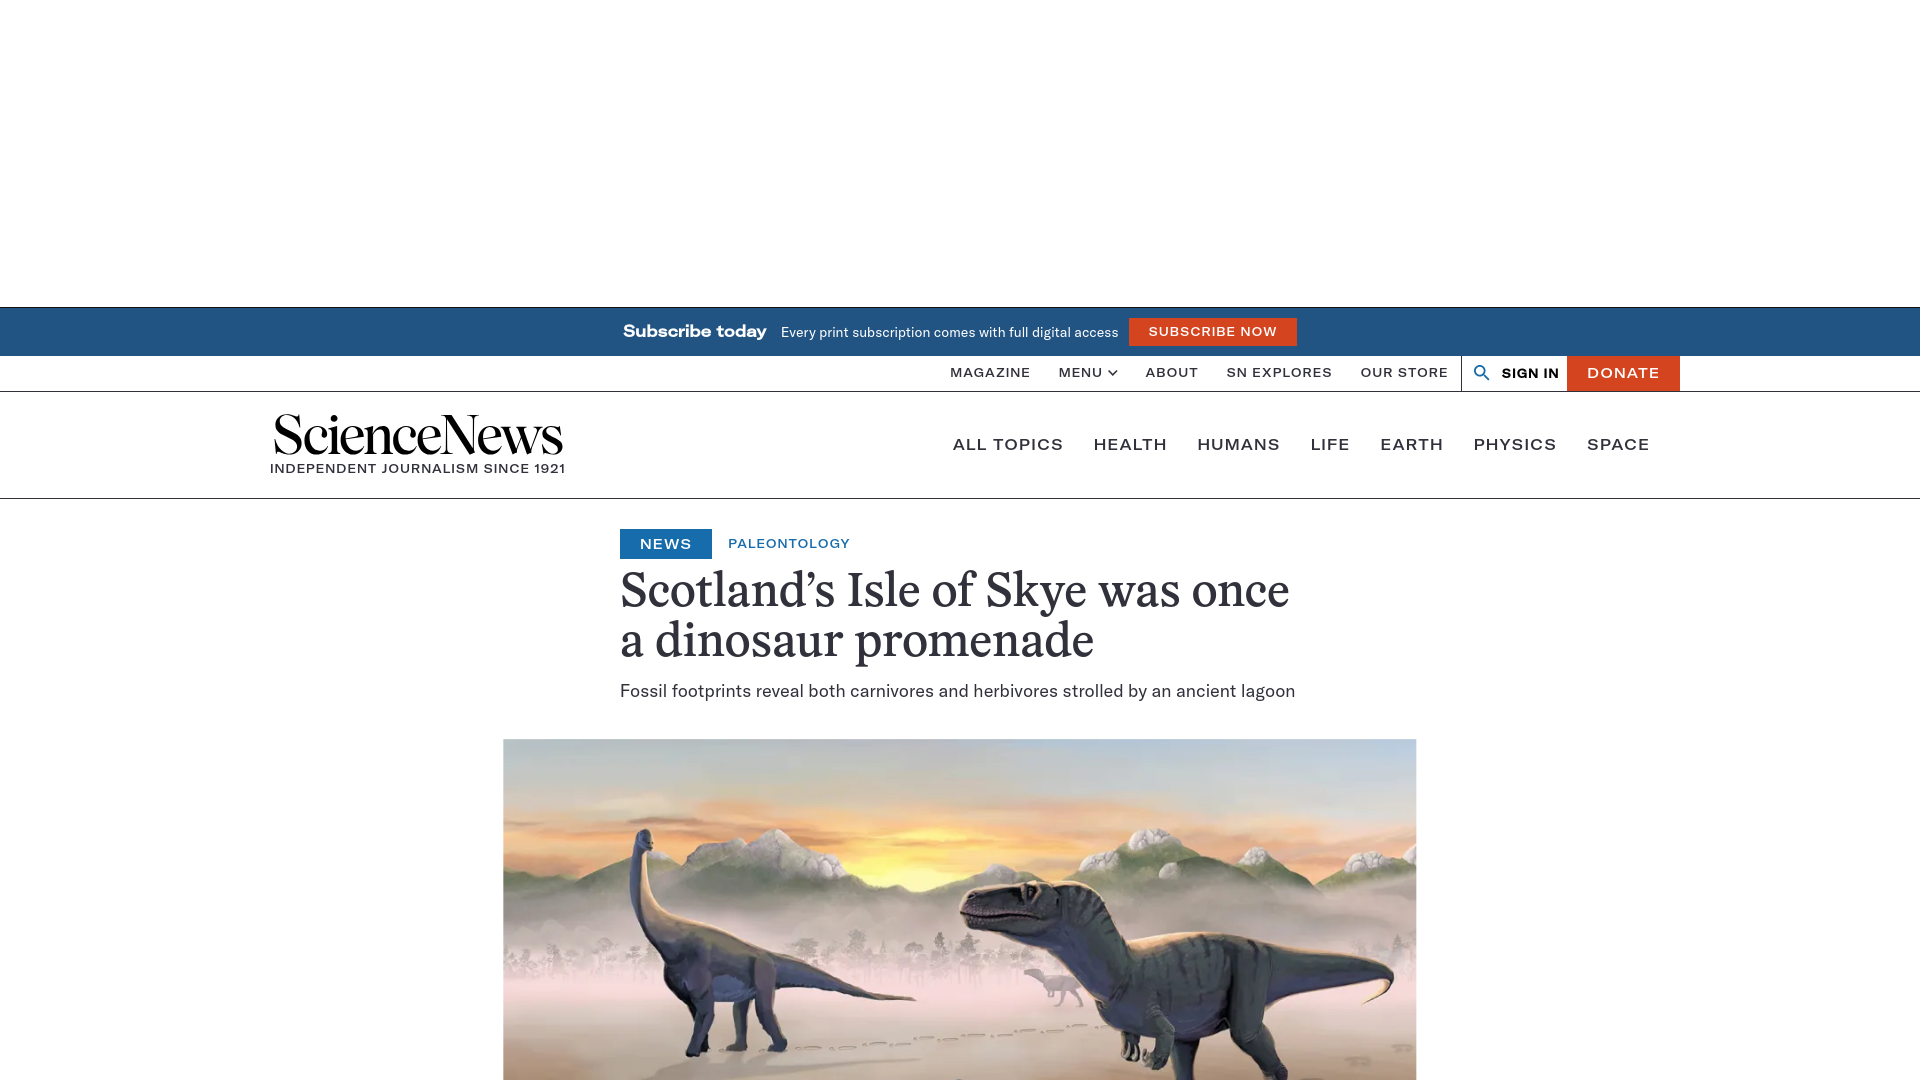 Subscribe today Every print subscription comes with full digital access SUBSCRIBE NOW
MAGAZINE MENU ABOUT SN EXPLORES OUR STORE SIGN IN DONATE
ScienceNews
INDEPENDENT JOURNALISM SINCE 1921
ALL TOPICS HEALTH HUMANS LIFE EARTH PHYSICS SPACE
NEWS PALEONTOLOGY
Scotland’s Isle of Skye was once
a dinosaur promenade
Fossil footprints reveal both carnivores and herbivores strolled by an ancient lagoon